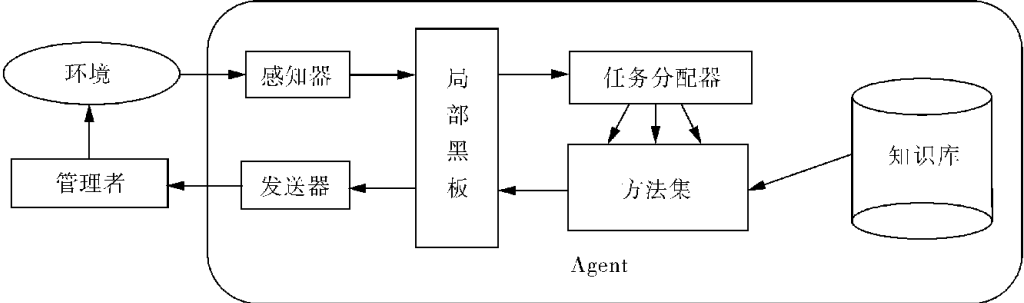 环境
感知器
局部黑板
任务分配器
知识库
管理者
发送器
方法集
Agent